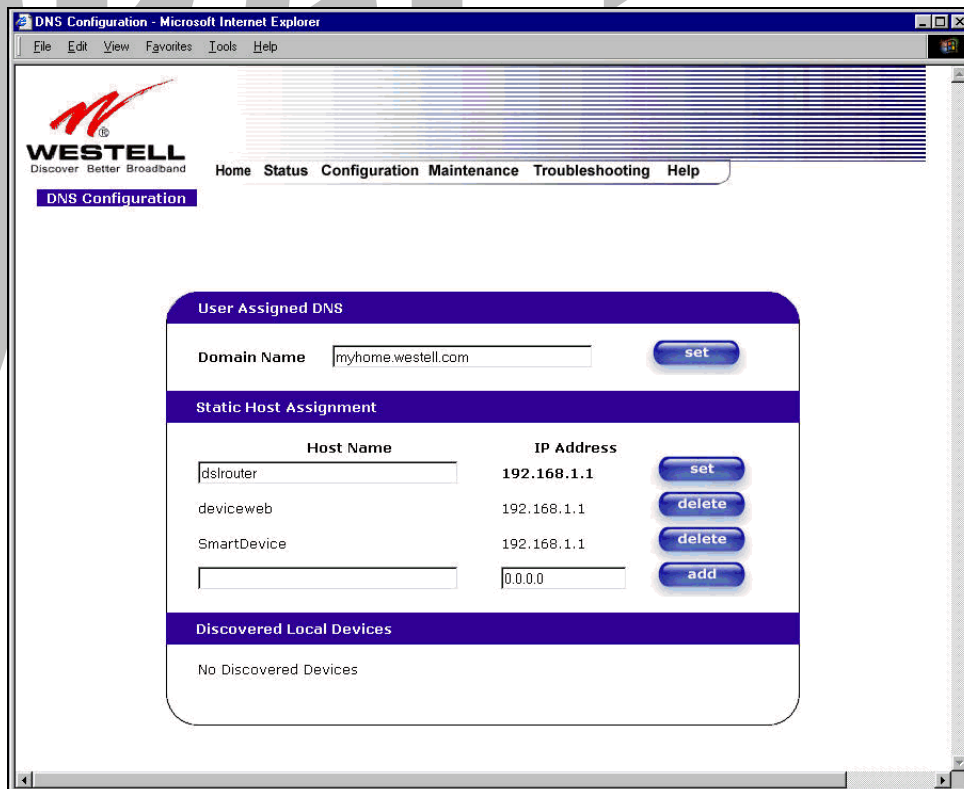 DNS Configuration - Microsoft Internet Explorer
File Edit View Favorites Tools Help
®
WESTELL
Discover Better Broadband
Home Status Configuration Maintenance Troubleshooting Help
DNS Configuration
User Assigned DNS
Domain Name myhome.westell.com set
Static Host Assignment
Host Name IP Address
dslrouter 192.168.1.1 set
deviceweb 192.168.1.1 delete
SmartDevice 192.168.1.1 delete
0.0.0.0 add
Discovered Local Devices
No Discovered Devices